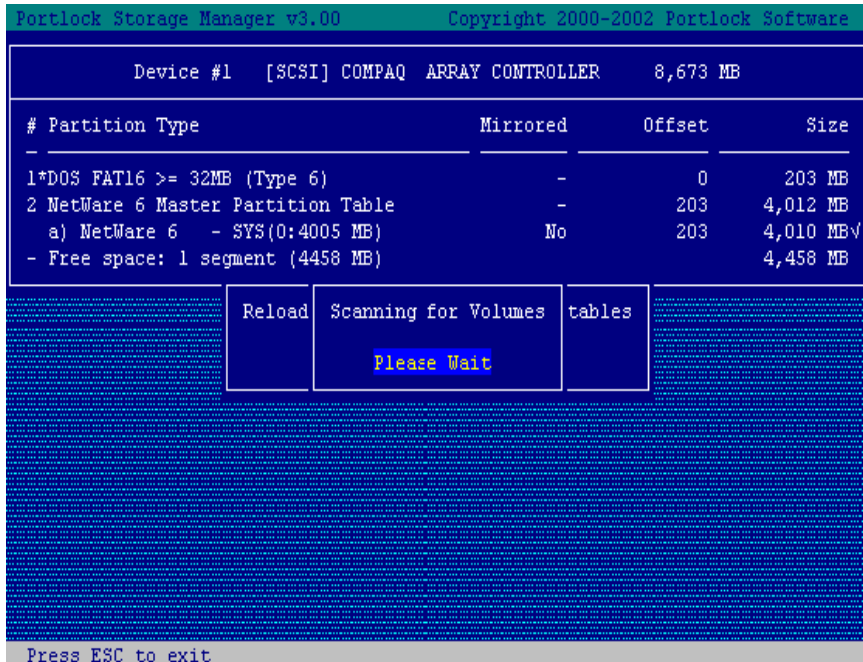 Portlock Storage Manager v3.00 Copyright 2000-2002 Portlock Software
Device #1 [SCSI] COMPAQ ARRAY CONTROLLER 8,673 MB
# Partition Type Mirrored Offset Size
1*DOS FAT16 >= 32MB (Type 6) - 0 203 MB
2 NetWare 6 Master Partition Table - 203 4,012 MB
a) NetWare 6 - SYS(0:4005 MB) No 203 4,010 MB√
- Free space: 1 segment (4458 MB) 4,458 MB
Reload Scanning for Volumes tables
Please Wait
Press ESC to exit